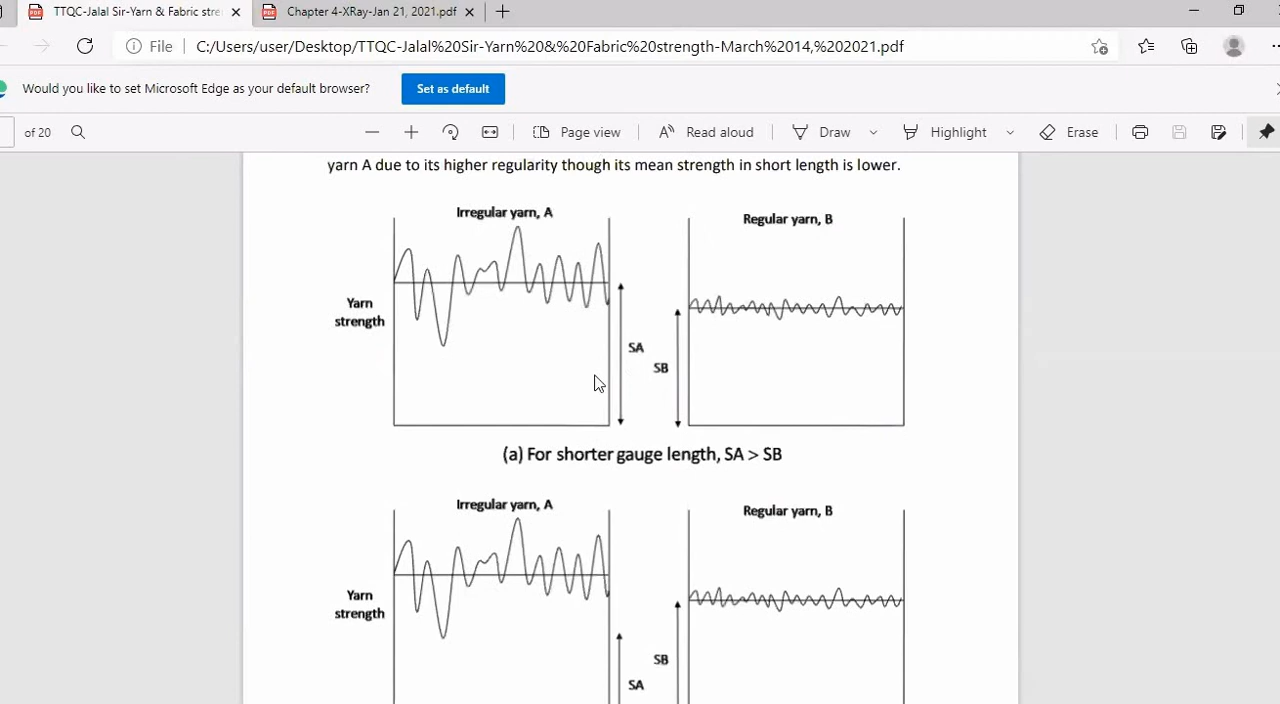 TTQC-Jalal Sir-Yarn & Fabric stre
Chapter 4-XRay-Jan 21, 2021.pdf
File
C:/Users/user/Desktop/TTQC-Jalal%20Sir-Yarn%20&%20Fabric%20strength-March%2014,%202021.pdf
Would you like to set Microsoft Edge as your default browser?
Set as default
of 20
Page view
Read aloud
Draw
Highlight
Erase
yarn A due to its higher regularity though its mean strength in short length is lower.
Irregular yarn, A
Regular yarn, B
Yarn
strength
SA
SB
(a) For shorter gauge length, SA > SB
Irregular yarn, A
Regular yarn, B
Yarn
strength
SB
SA